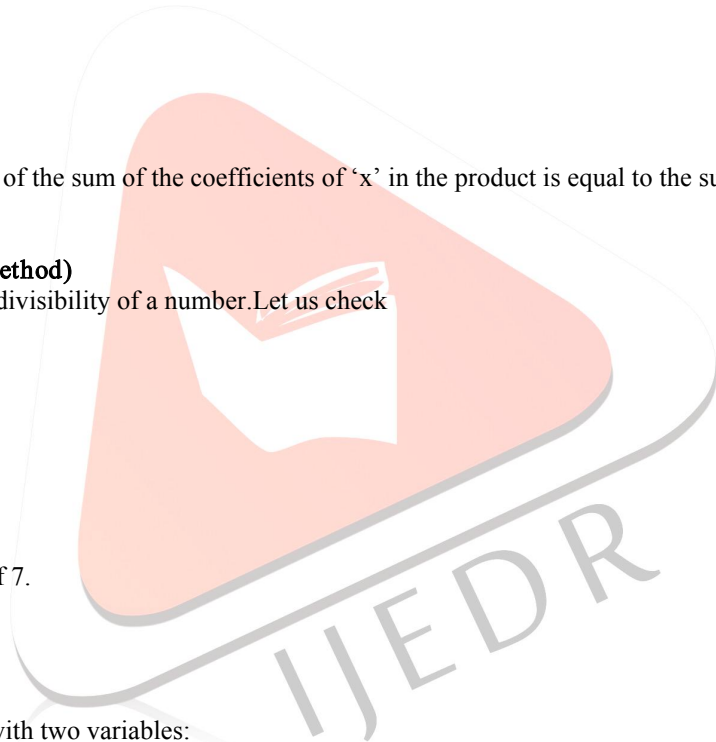 of the sum of the coefficients of ‘x’ in the product is equal to the su
ethod)
divisibility of a number.Let us check
f 7.
IJEDR
with two variables: